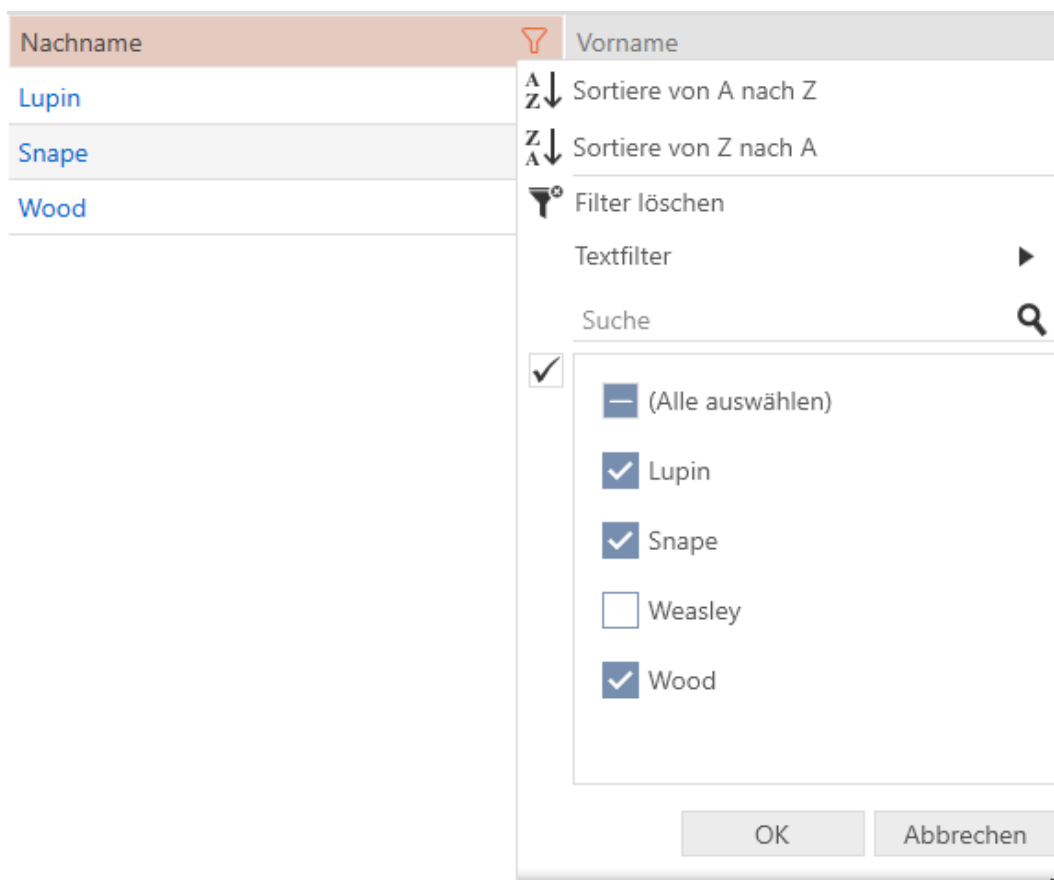 Nachname Vorname
Lupin
Snape
Wood
A
Z Sortiere von A nach Z
Z
A Sortiere von Z nach A
Filter löschen
Textfilter
Suche
(Alle auswählen)
Lupin
Snape
Weasley
Wood
OK Abbrechen